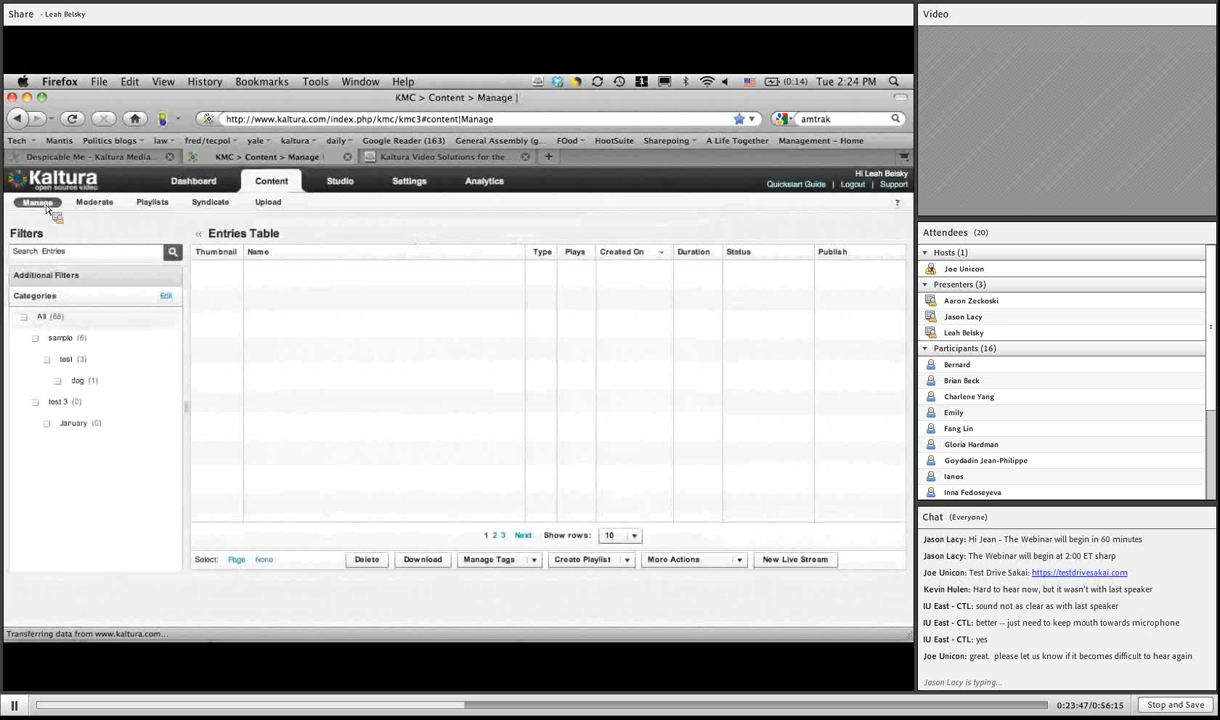 Share - Leah Belsky
Firefox File Edit View History Bookmarks Tools Window Help (0:14) Tue 2:24 PM
KMC > Content > Manage |
http://www.kaltura.com/index.php/kmc/kmc3#content|Manage amtrak
Tech Mantis Politics blogs law fred/tecpol yale kaltura daily Google Reader (163) General Assembly (g... FOod HootSuite Sharepoing A Life Together Management – Home
Despicable Me – Kaltura Media... KMC > Content > Manage | Kaltura Video Solutions for the ...
Kaltura
open source video
Dashboard Content Studio Settings Analytics
Hi Leah Belsky
Quickstart Guide | Logout | Support
Manage Moderate Playlists Syndicate Upload ?
Filters
Search Entries
Additional Filters
Categories Edit
All (68)
sample (6)
test (3)
dog (1)
test 3 (0)
January (0)
« Entries Table
Thumbnail Name Type Plays Created On Duration Status Publish
1 2 3 Next Show rows: 10
Select: Page None Delete Download Manage Tags Create Playlist More Actions New Live Stream
Transferring data from www.kaltura.com...
Video
Attendees (20)
Hosts (1)
Joe Unicon
Presenters (3)
Aaron Zeckoski
Jason Lacy
Leah Belsky
Participants (16)
Bernard
Brian Beck
Charlene Yang
Emily
Fang Lin
Gloria Hardman
Goydadin Jean-Philippe
Ianos
Inna Fedoseyeva
Chat (Everyone)
Jason Lacy: Hi Jean - The Webinar will begin in 60 minutes
Jason Lacy: The Webinar will begin at 2:00 ET sharp
Joe Unicon: Test Drive Sakai: https://testdrivesakai.com
Kevin Hulen: Hard to hear now, but it wasn't with last speaker
IU East - CTL: sound not as clear as with last speaker
IU East - CTL: better -- just need to keep mouth towards microphone
IU East - CTL: yes
Joe Unicon: great. please let us know if it becomes difficult to hear again
Jason Lacy is typing...
0:23:47/0:56:15 Stop and Save